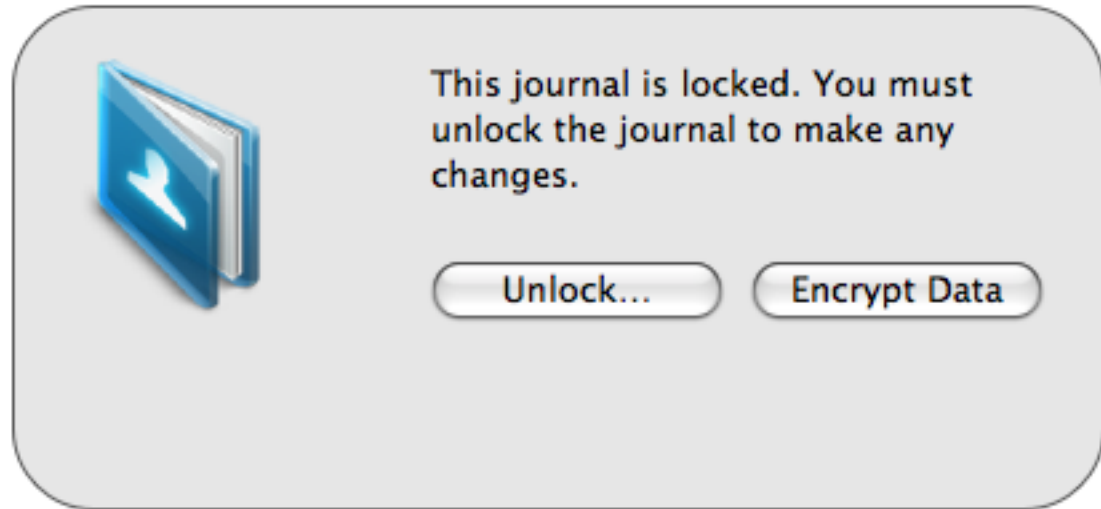 This journal is locked. You must
unlock the journal to make any
changes.
Unlock...
Encrypt Data